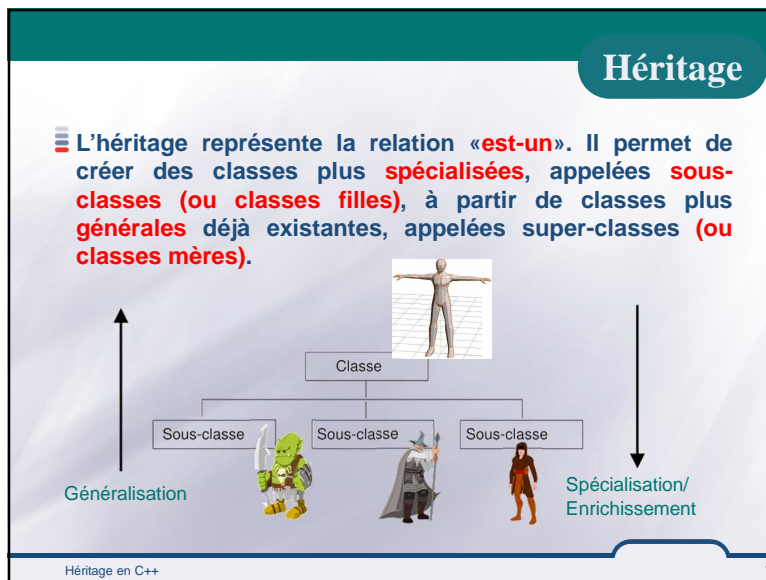 Héritage
L’héritage représente la relation «est-un». Il permet de
créer des classes plus spécialisées, appelées sous-
classes (ou classes filles), à partir de classes plus
générales déjà existantes, appelées super-classes (ou
classes mères).
Classe
Sous-classe Sous-classe Sous-classe
Généralisation
Spécialisation/
Enrichissement
Héritage en C++